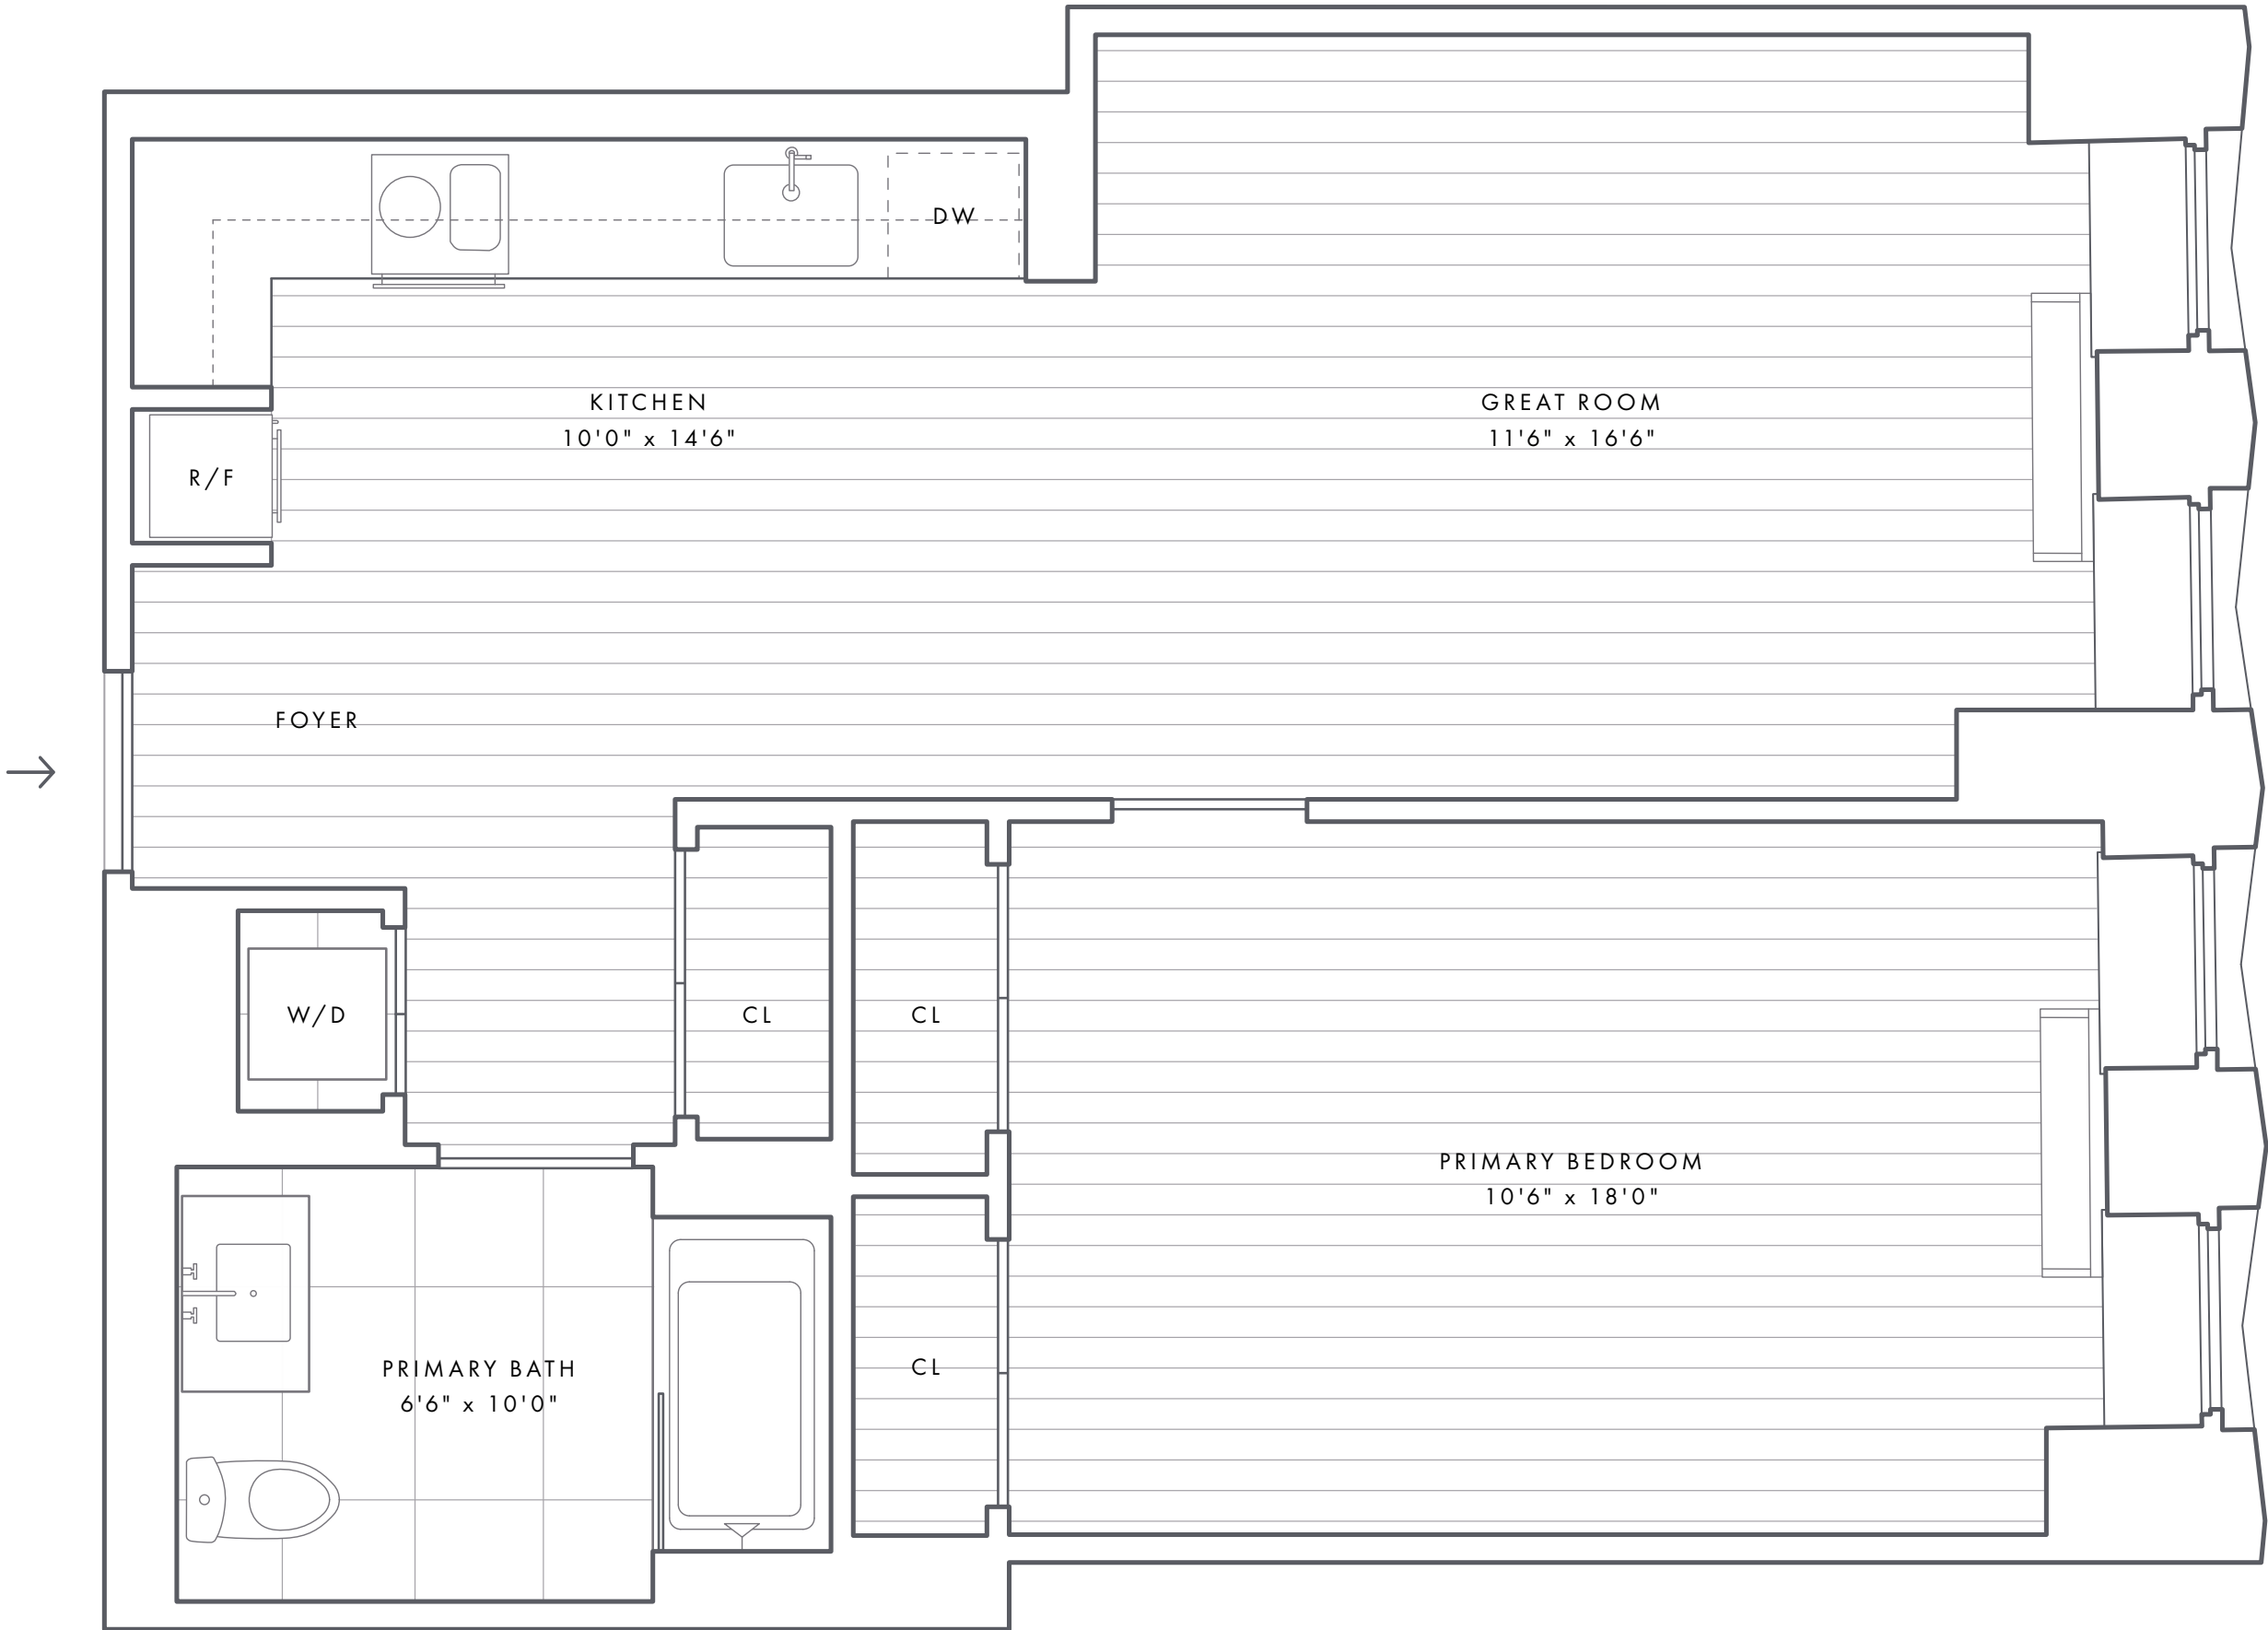 DW
KITCHEN
10'0" x 14'6"
GREAT ROOM
11'6" x 16'6"
R/F
FOYER
W/D
CL
CL
PRIMARY BEDROOM
10'6" x 18'0"
PRIMARY BATH
6'6" x 10'0"
CL